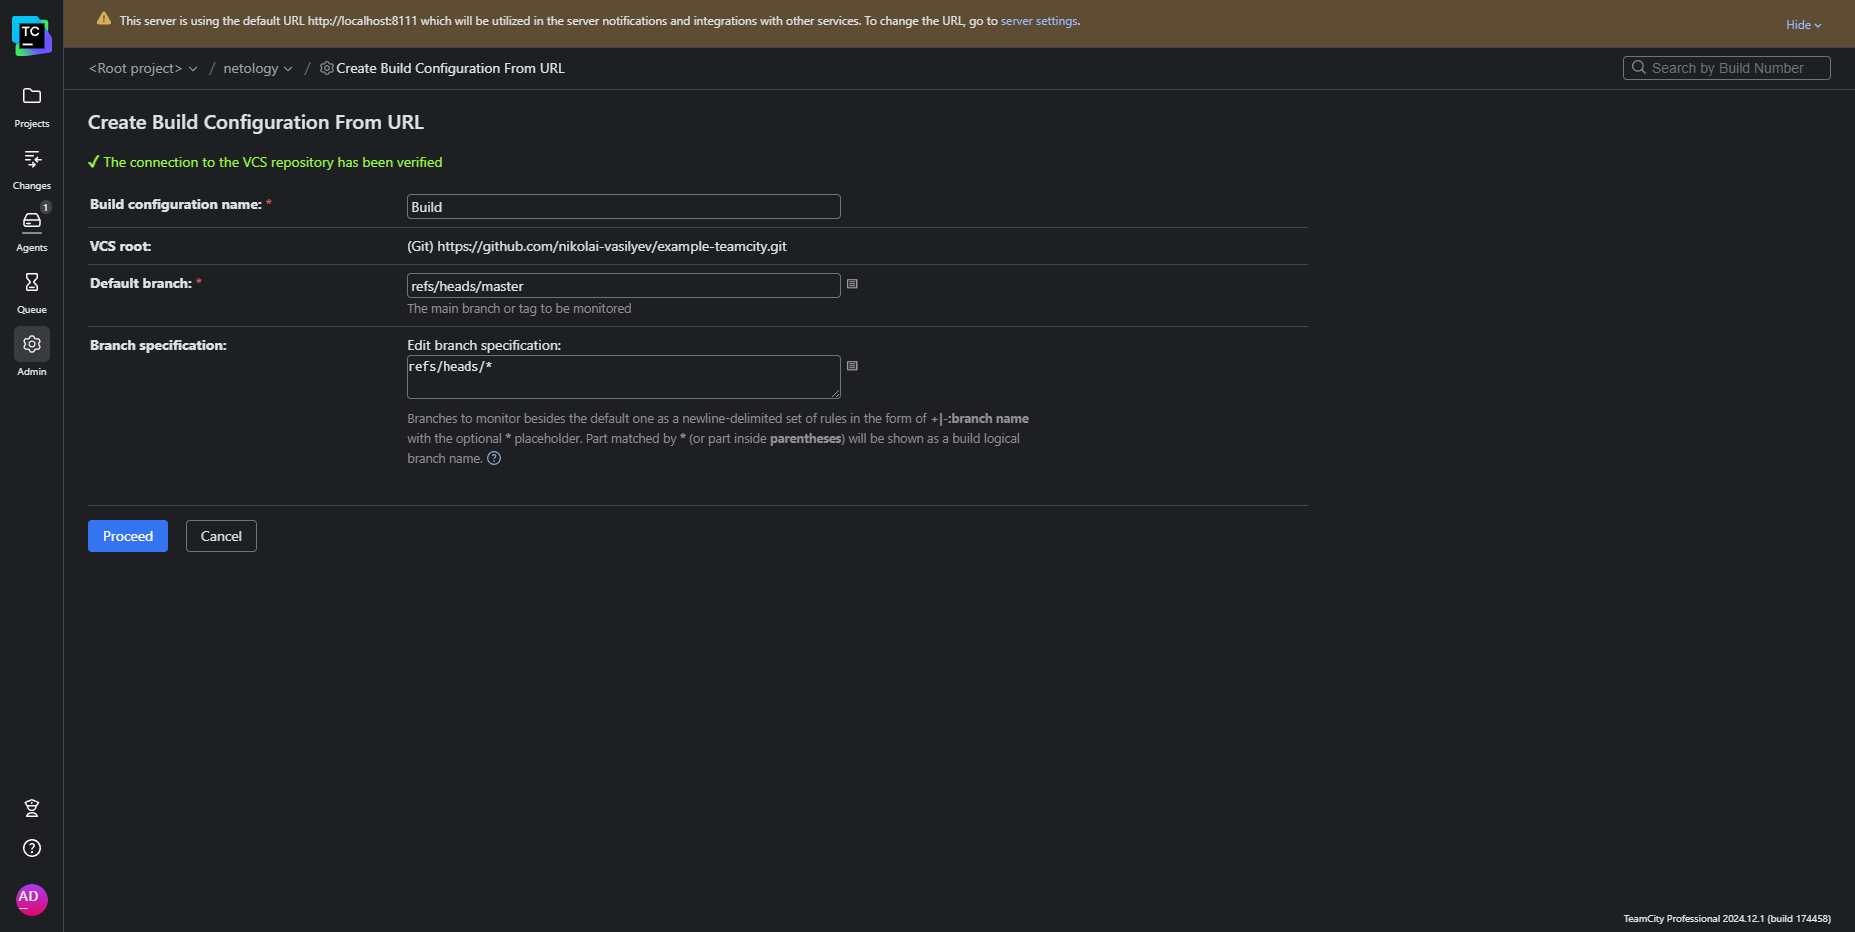 TC
This server is using the default URL http://localhost:8111 which will be utilized in the server notifications and integrations with other services. To change the URL, go to server settings.
Hide
<Root project> / netology / Create Build Configuration From URL
Search by Build Number
Projects
Changes
1
Agents
Queue
Admin
Create Build Configuration From URL
The connection to the VCS repository has been verified
Build configuration name: *
Build
VCS root:
(Git) https://github.com/nikolai-vasilyev/example-teamcity.git
Default branch: *
refs/heads/master
The main branch or tag to be monitored
Branch specification:
Edit branch specification:
refs/heads/*
Branches to monitor besides the default one as a newline-delimited set of rules in the form of +|-:branch name
with the optional * placeholder. Part matched by * (or part inside parentheses) will be shown as a build logical
branch name.
Proceed
Cancel
AD
TeamCity Professional 2024.12.1 (build 174458)